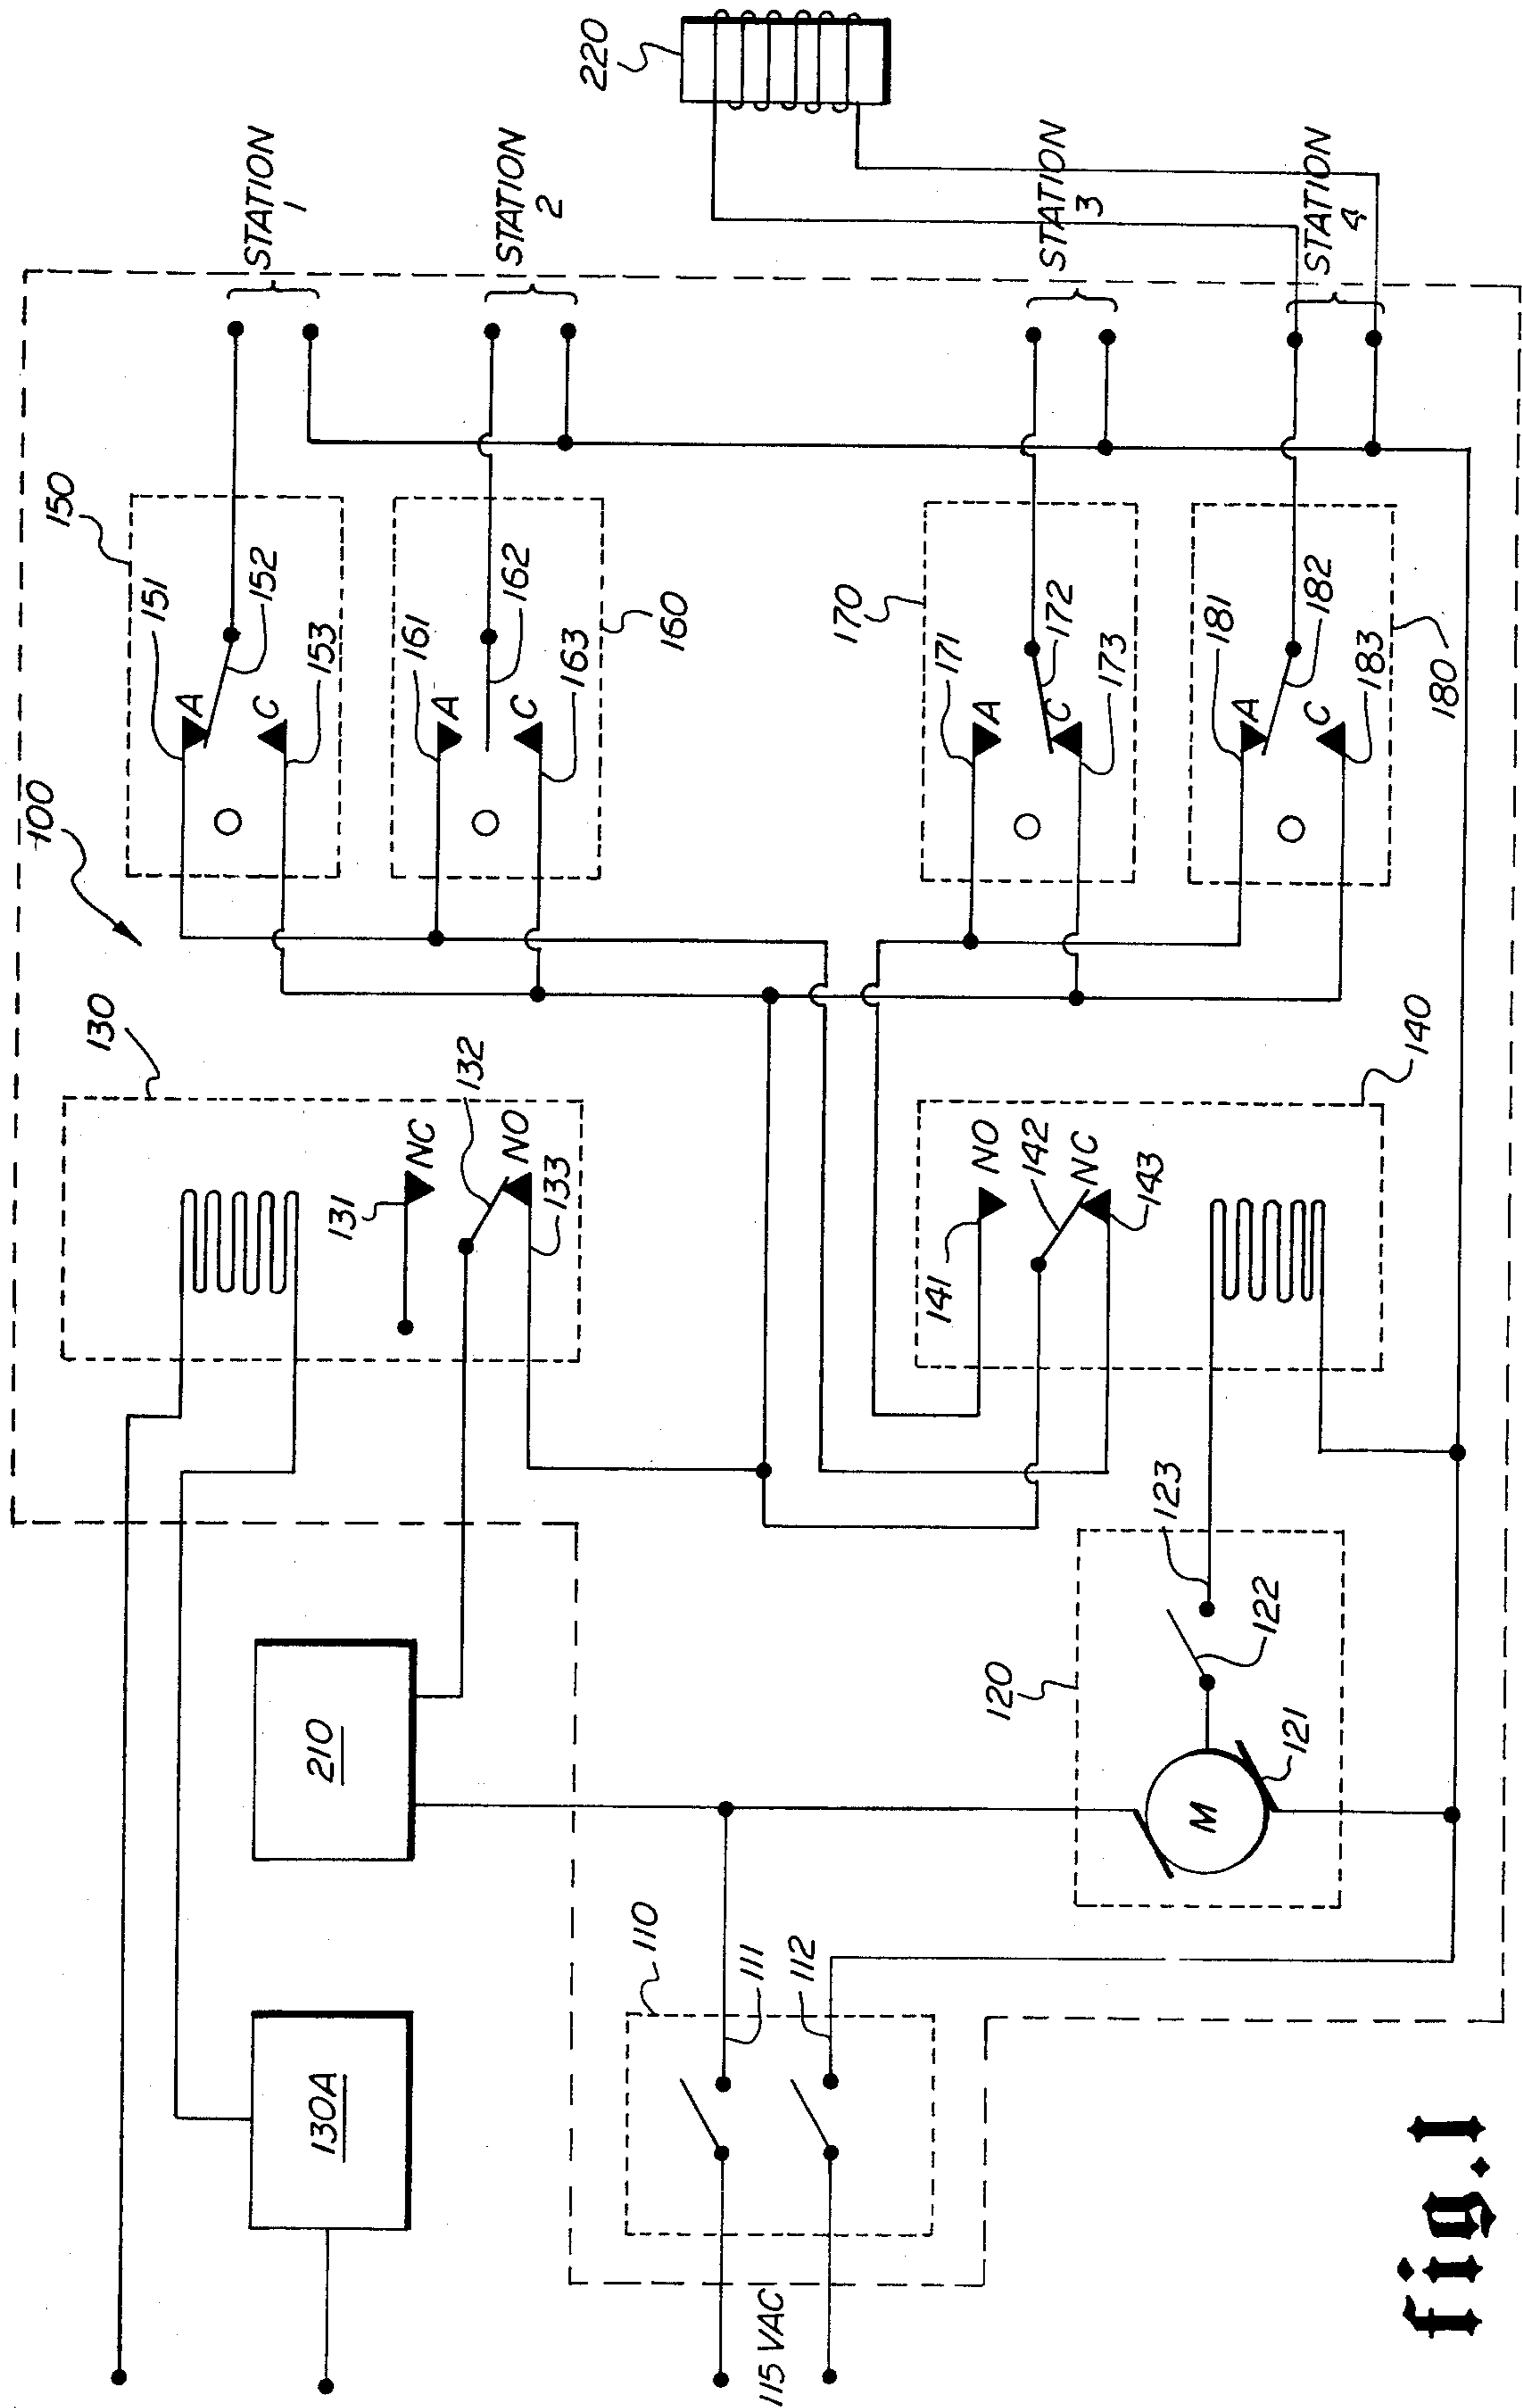 100
STATION
1
STATION
2
STATION
3
STATION
4
220
150
151
A
152
C
153
O
161
A
162
C
163
O
160
170
171
A
172
C
173
O
181
A
182
C
183
O
180
130
131
NC
132
NO
133
140
141
NO
142
NC
143
210
130A
120
121
M
122
123
110
111
112
115 VAC
fig.1